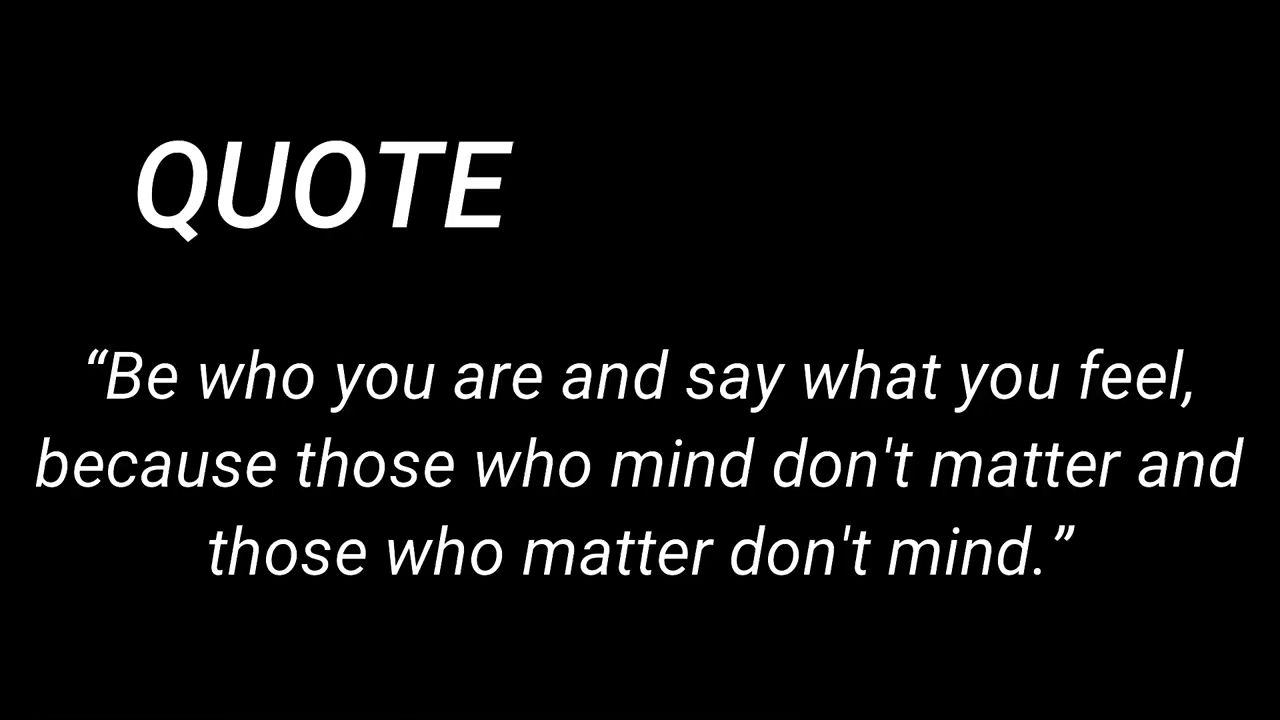 QUOTE
“Be who you are and say what you feel,
because those who mind don't matter and
those who matter don't mind.”